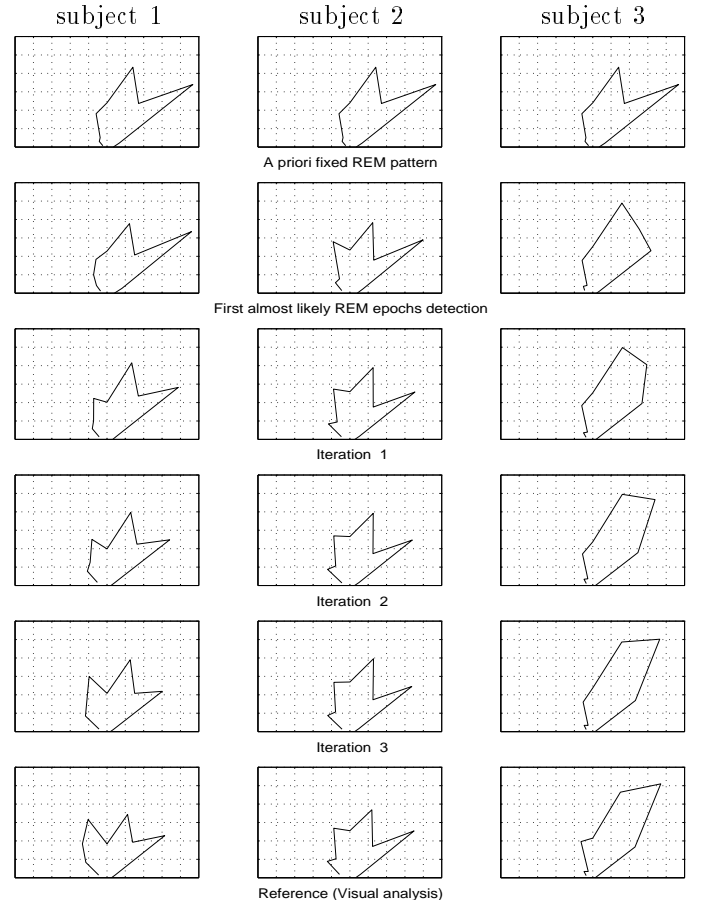 subject 1 subject 2 subject 3
A priori fixed REM pattern
First almost likely REM epochs detection
Iteration 1
Iteration 2
Iteration 3
Reference (Visual analysis)